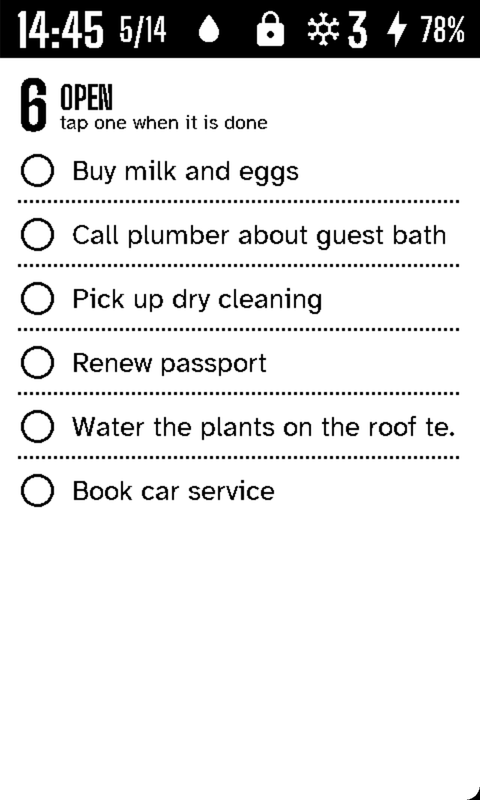 14:45 5/14 3 78%
6 OPEN
tap one when it is done
Buy milk and eggs
Call plumber about guest bath
Pick up dry cleaning
Renew passport
Water the plants on the roof te.
Book car service